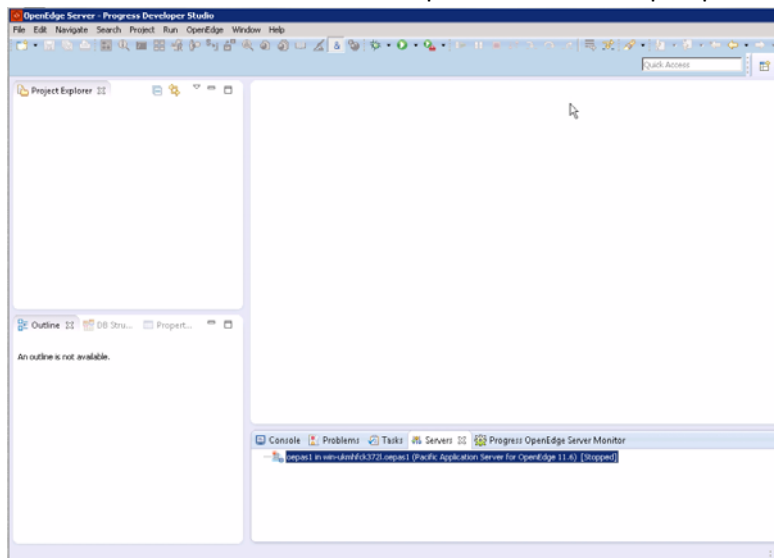 OpenEdge Server - Progress Developer Studio
File Edit Navigate Search Project Run OpenEdge Window Help
Quick Access
Project Explorer
Outline DB Stru... Propert...
An outline is not available.
Console Problems Tasks Servers Progress OpenEdge Server Monitor
oepas1 in win-ukmhfck372l.oepas1 (Pacific Application Server for OpenEdge 11.6) [Stopped]